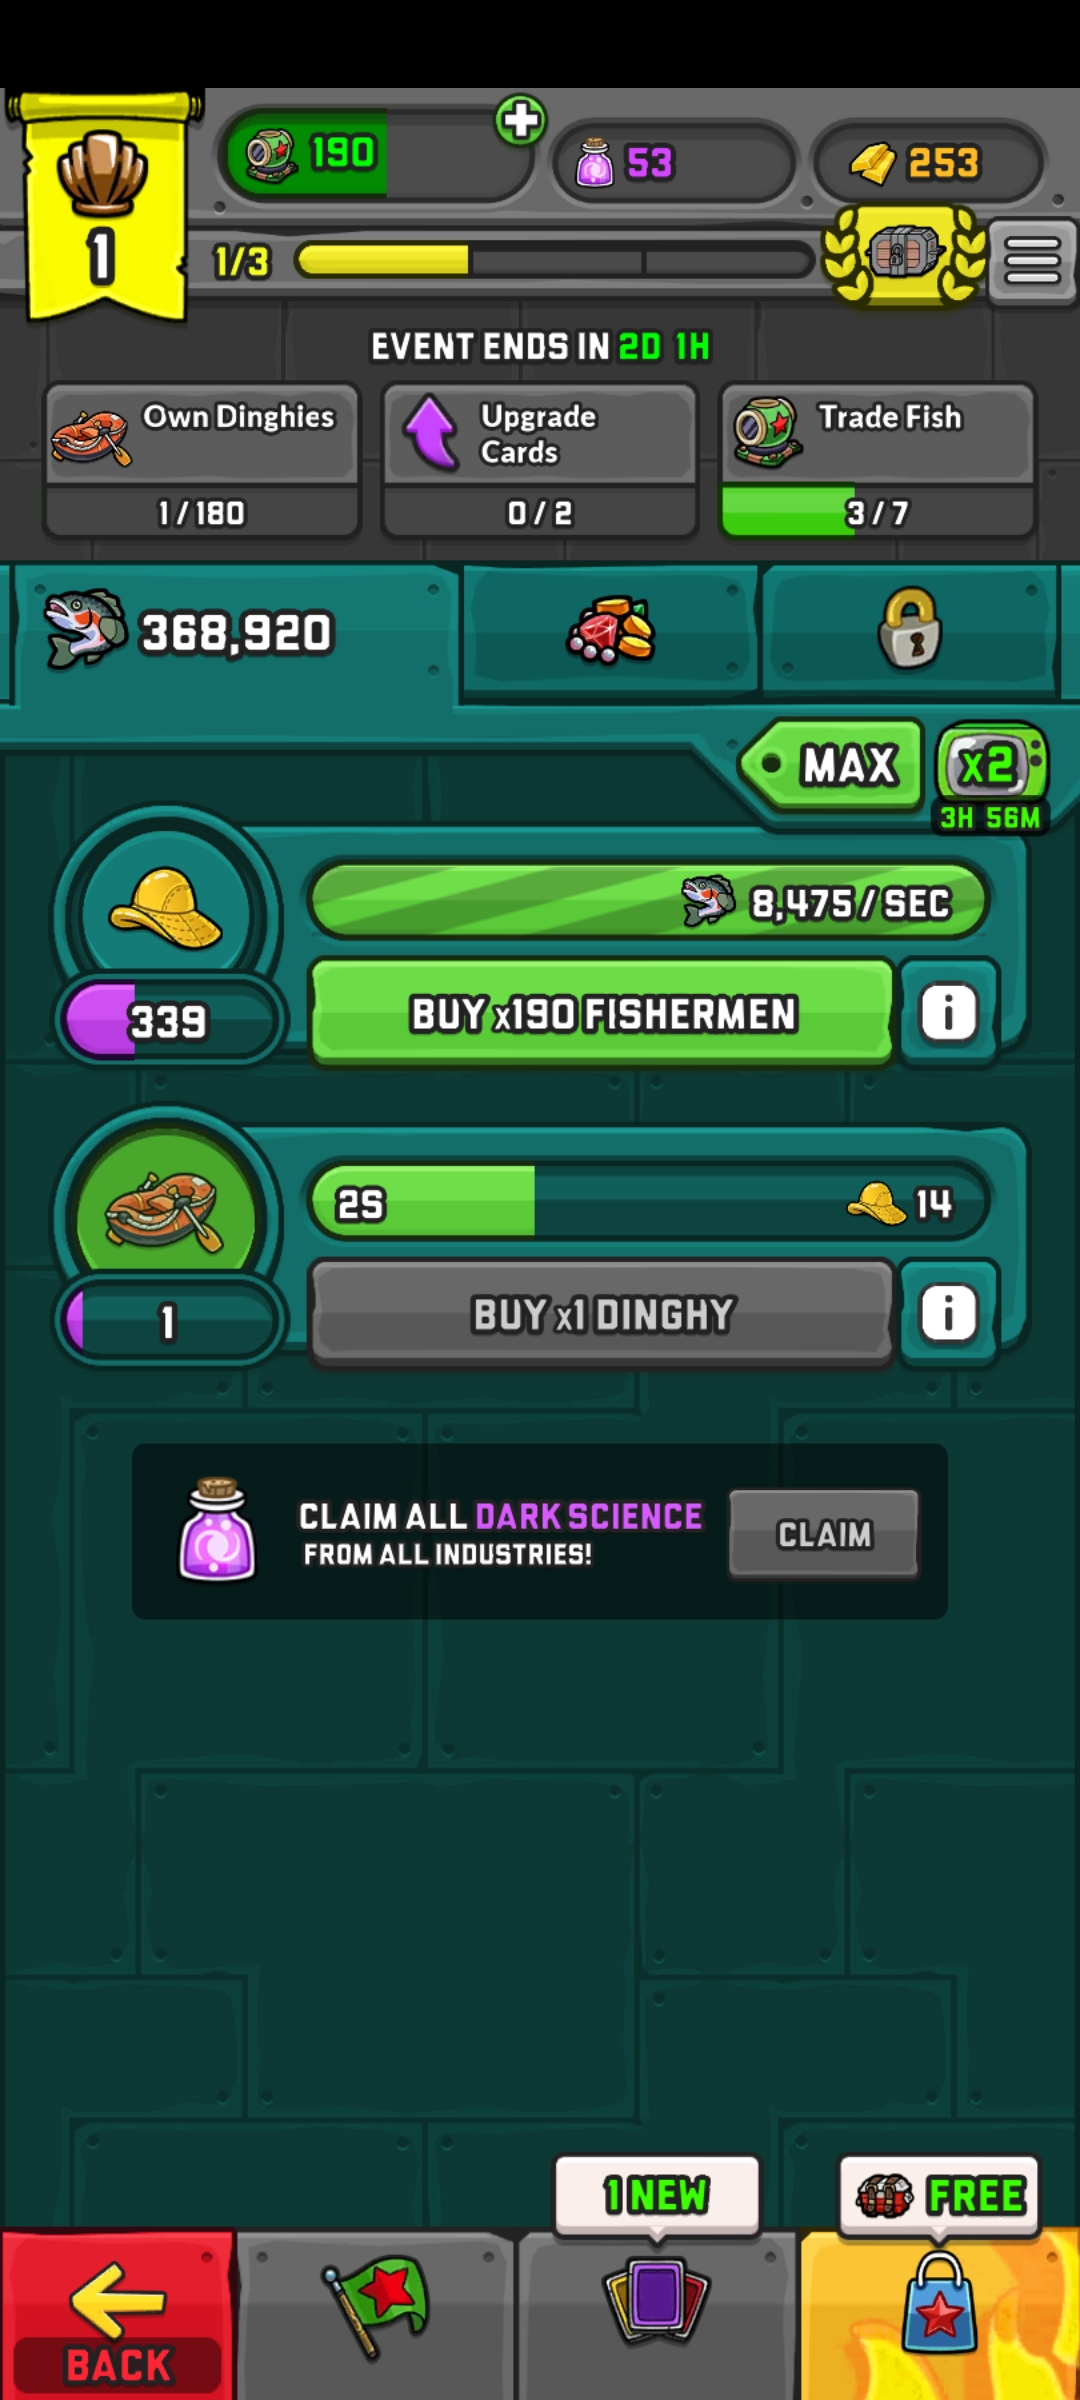 190
53
253
1
1/3
EVENT ENDS IN 2D 1H
Own Dinghies
1 / 180
Upgrade
Cards
0 / 2
Trade Fish
3 / 7
368,920
MAX
x2
3H 56M
8,475 / SEC
339
BUY x190 FISHERMEN
i
2S
14
1
BUY x1 DINGHY
i
CLAIM ALL DARK SCIENCE
FROM ALL INDUSTRIES!
CLAIM
1 NEW
FREE
BACK